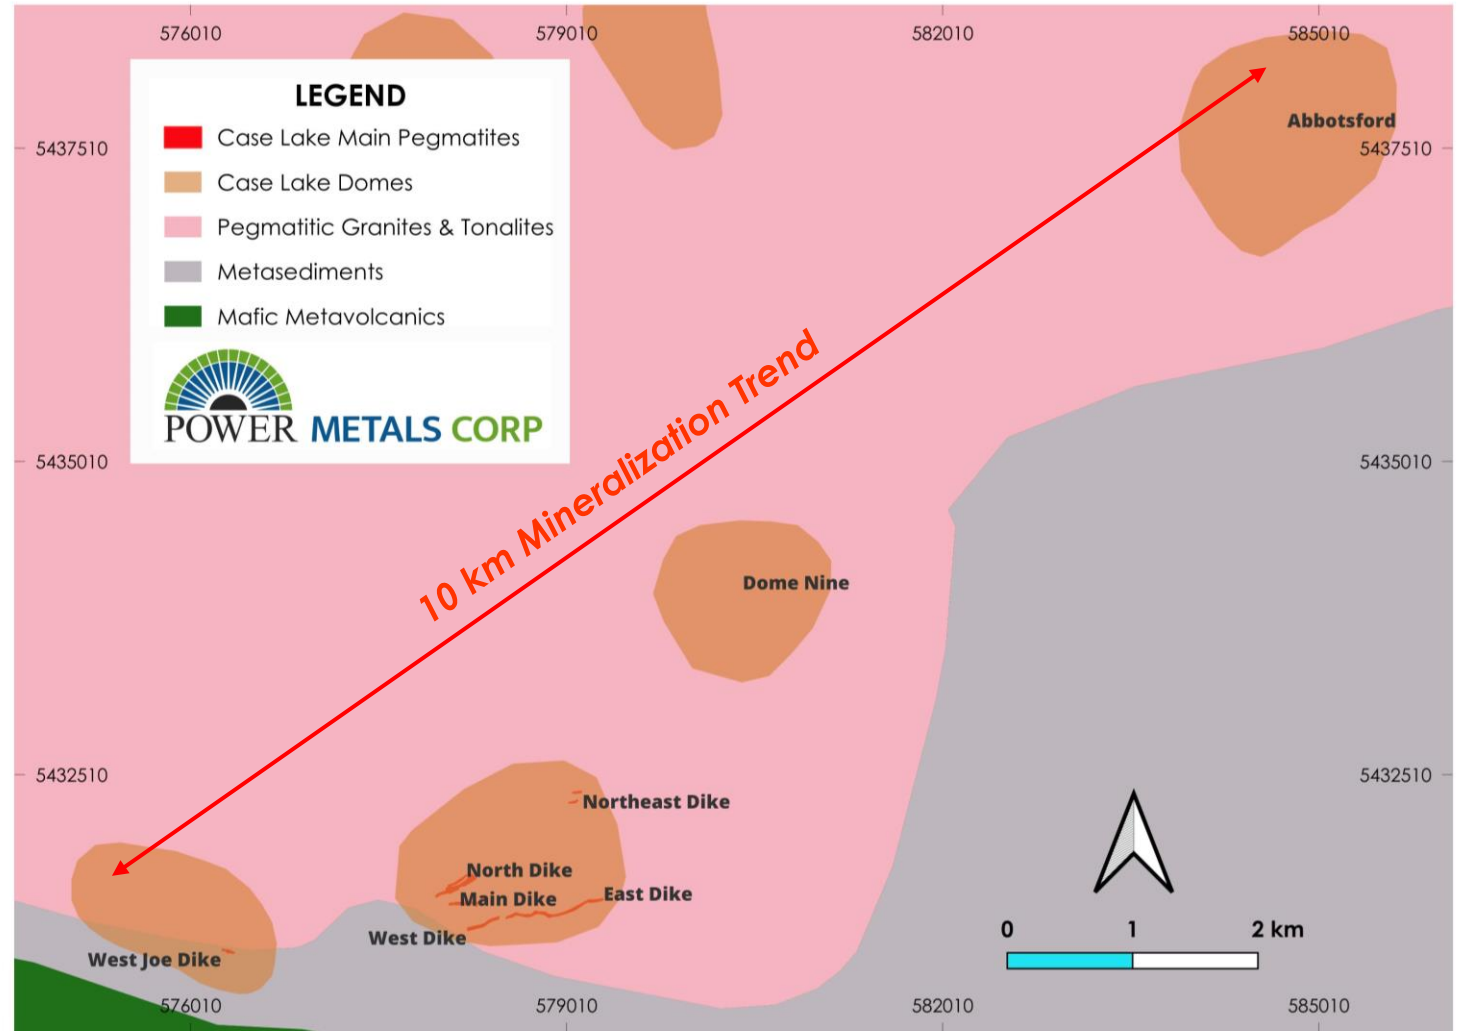 576010
579010
582010
585010
LEGEND
Case Lake Main Pegmatites
Case Lake Domes
Pegmatitic Granites & Tonalites
Metasediments
Mafic Metavolcanics
POWER METALS CORP
Abbotsford
5437510
5437510
10 km Mineralization Trend
5435010
5435010
Dome Nine
5432510
5432510
Northeast Dike
North Dike
Main Dike
East Dike
West Dike
West Joe Dike
0 1 2 km
576010
579010
582010
585010